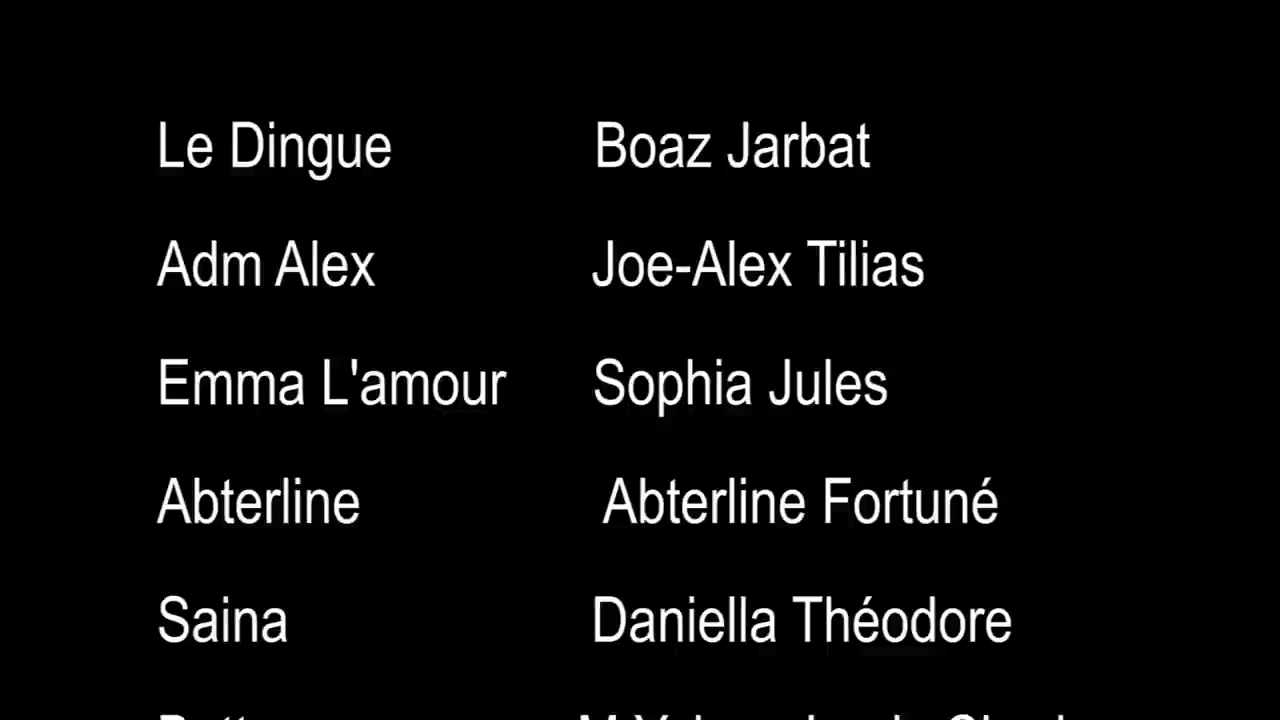 Le Dingue Boaz Jarbat
Adm Alex Joe-Alex Tilias
Emma L'amour Sophia Jules
Abterline Abterline Fortuné
Saina Daniella Théodore